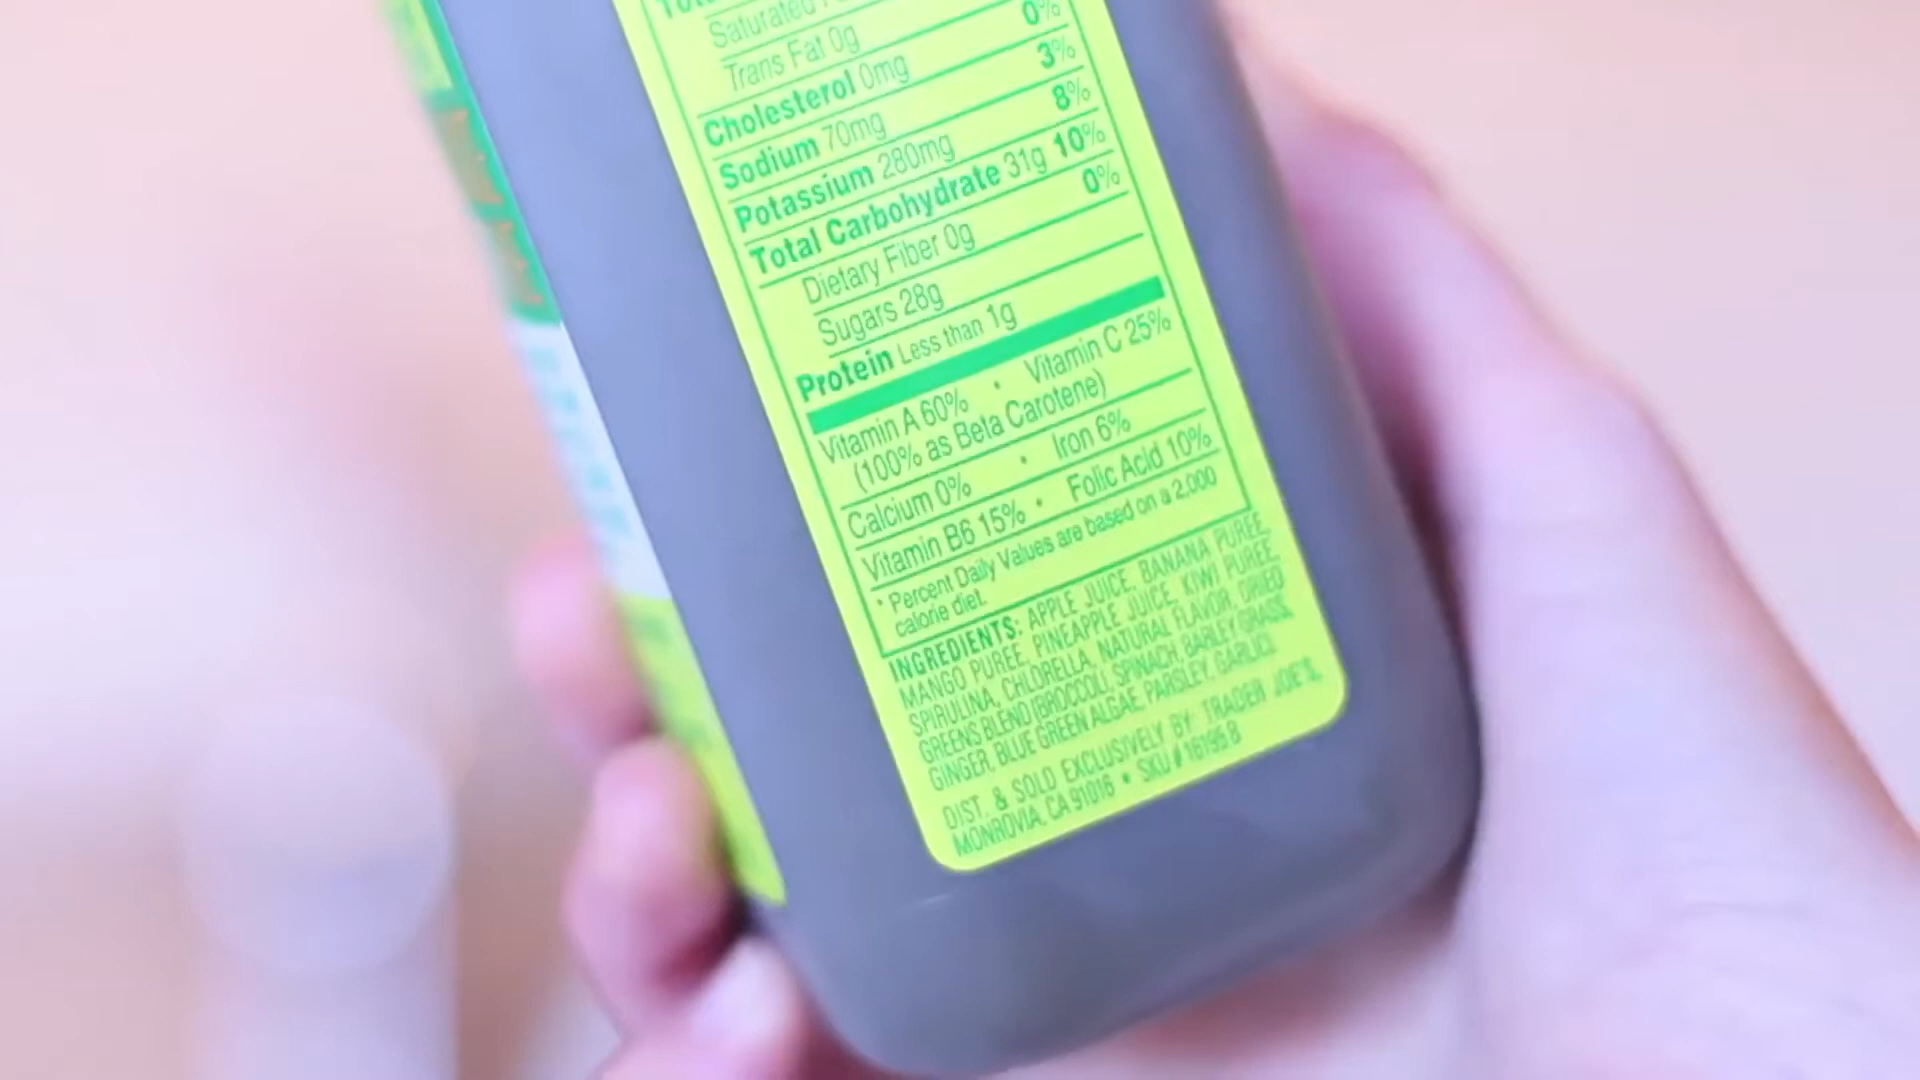 Saturated
0%
Trans Fat 0g
Cholesterol 0mg
3%
Sodium 70mg
8%
Potassium 280mg
Total Carbohydrate 31g 10%
Dietary Fiber 0g
0%
Sugars 28g
Protein Less than 1g
Vitamin A 60% • Vitamin C 25%
(100% as Beta Carotene)
Calcium 0% • Iron 6%
Vitamin B6 15% • Folic Acid 10%
* Percent Daily Values are based on a 2,000
calorie diet.
INGREDIENTS: APPLE JUICE, BANANA PUREE,
MANGO PUREE, PINEAPPLE JUICE, KIWI PUREE,
SPIRULINA, CHLORELLA, NATURAL FLAVOR, DRIED
GREENS BLEND (BROCCOLI, SPINACH, BARLEY GRASS,
GINGER, BLUE GREEN ALGAE, PARSLEY, GARLIC).
DIST. & SOLD EXCLUSIVELY BY: TRADER JOE'S,
MONROVIA, CA 91016 • SKU #